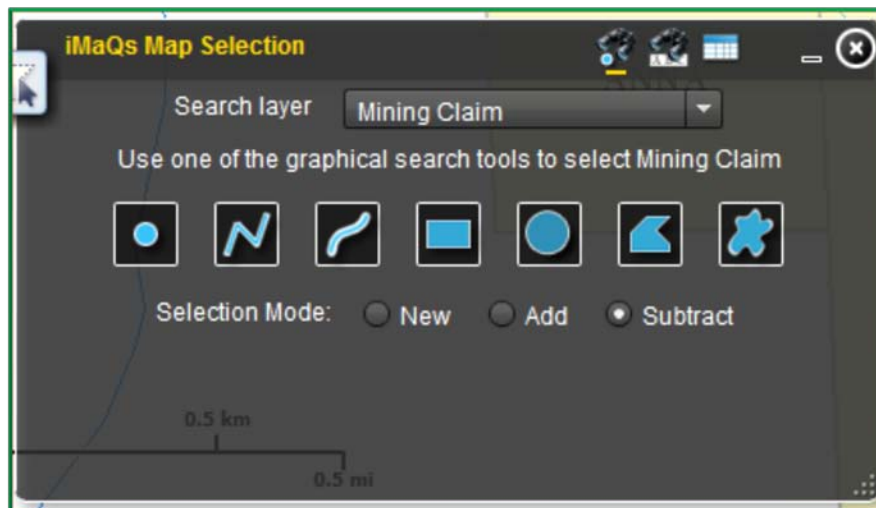 iMaQs Map Selection
ANNA
Search layer Mining Claim
Use one of the graphical search tools to select Mining Claim
Selection Mode: New Add Subtract
0.5 km
0.5 mi